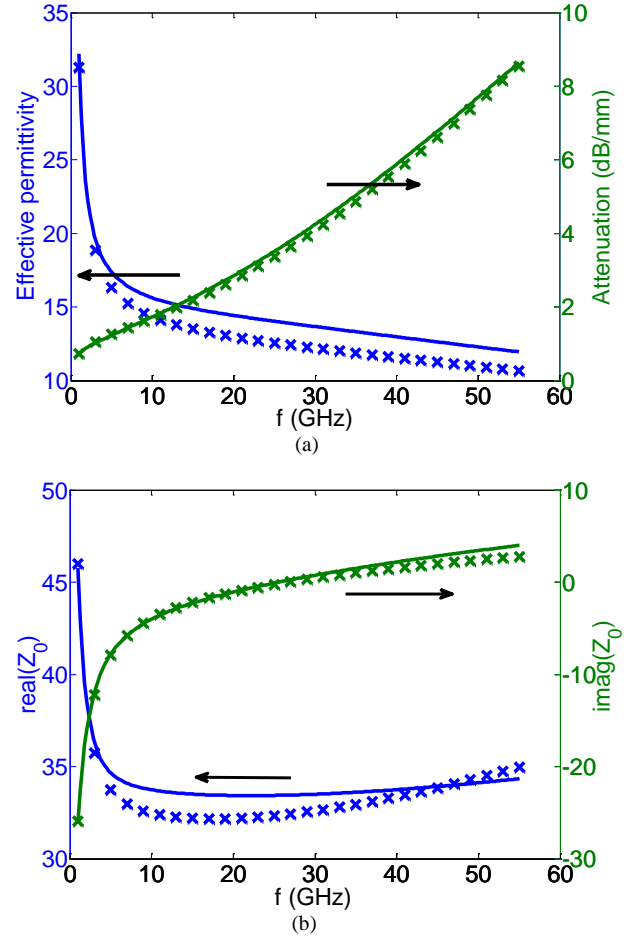 35
30
25
20
15
10
Effective permittivity
10
8
6
4
2
0
Attenuation (dB/mm)
0 10 20 30 40 50 60
f (GHz)
(a)
50
45
40
35
30
real(Z0)
10
0
-10
-20
-30
imag(Z0)
0 10 20 30 40 50 60
f (GHz)
(b)